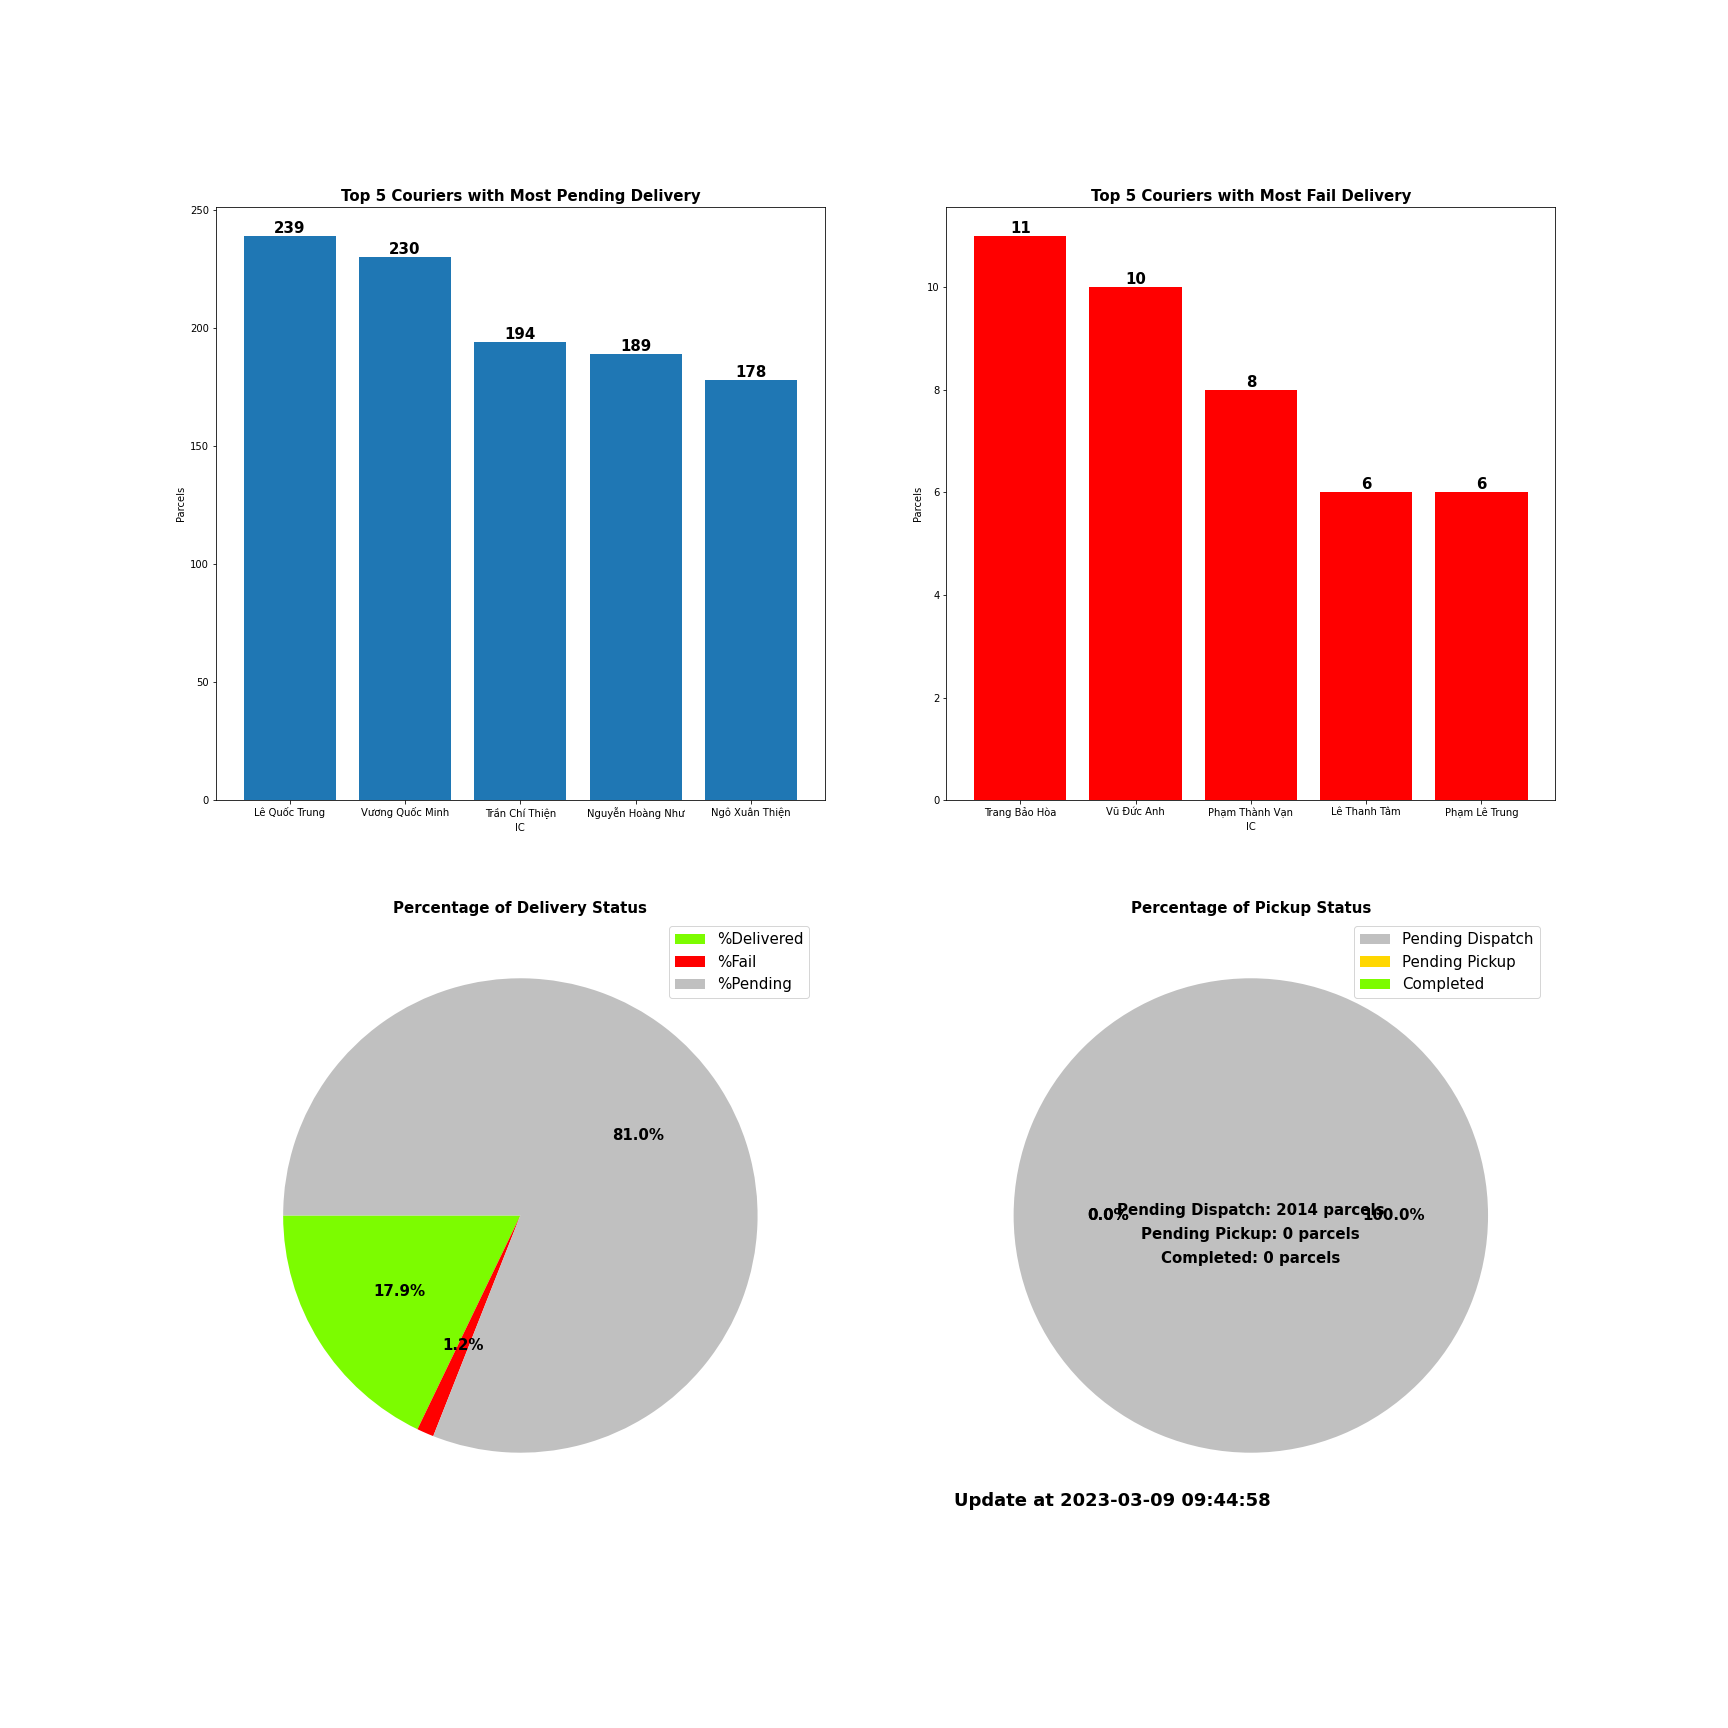 Top 5 Couriers with Most Pending Delivery
250
200
150
100
50
0
Parcels
239
230
194
189
178
Lê Quốc Trung
Vương Quốc Minh
Trần Chí Thiện
Nguyễn Hoàng Như
Ngô Xuân Thiện
IC
Top 5 Couriers with Most Fail Delivery
10
8
6
4
2
0
Parcels
11
10
8
6
6
Trang Bảo Hòa
Vũ Đức Anh
Phạm Thành Vạn
Lê Thanh Tâm
Phạm Lê Trung
IC
Percentage of Delivery Status
%Delivered
%Fail
%Pending
81.0%
17.9%
1.2%
Percentage of Pickup Status
Pending Dispatch
Pending Pickup
Completed
0.0%
Pending Dispatch: 2014 parcels
100.0%
Pending Pickup: 0 parcels
Completed: 0 parcels
Update at 2023-03-09 09:44:58